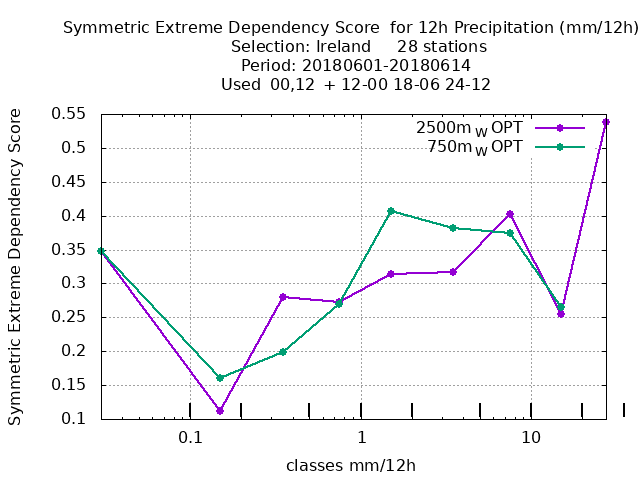 Symmetric Extreme Dependency Score  for 12h Precipitation (mm/12h)
Selection: Ireland     28 stations
Period: 20180601-20180614
Used  00,12  + 12-00 18-06 24-12
Symmetric Extreme Dependency Score
0.55
0.5
0.45
0.4
0.35
0.3
0.25
0.2
0.15
0.1
2500m W OPT
750m W OPT
0.1
1
10
classes mm/12h